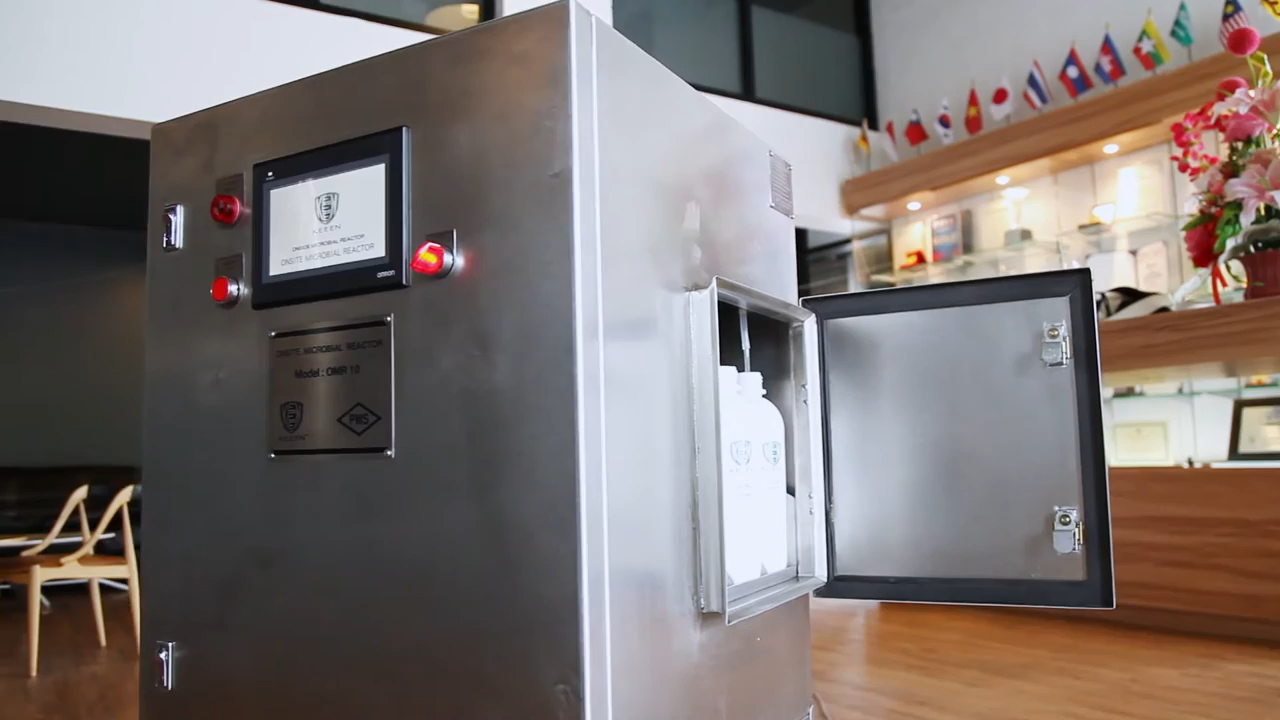 KEEEN
ONSITE MICROBIAL REACTOR
ONSITE MICROBIAL REACTOR
OMRON
ONSITE MICROBIAL REACTOR
Model : OMR 10
KEEEN
PMS